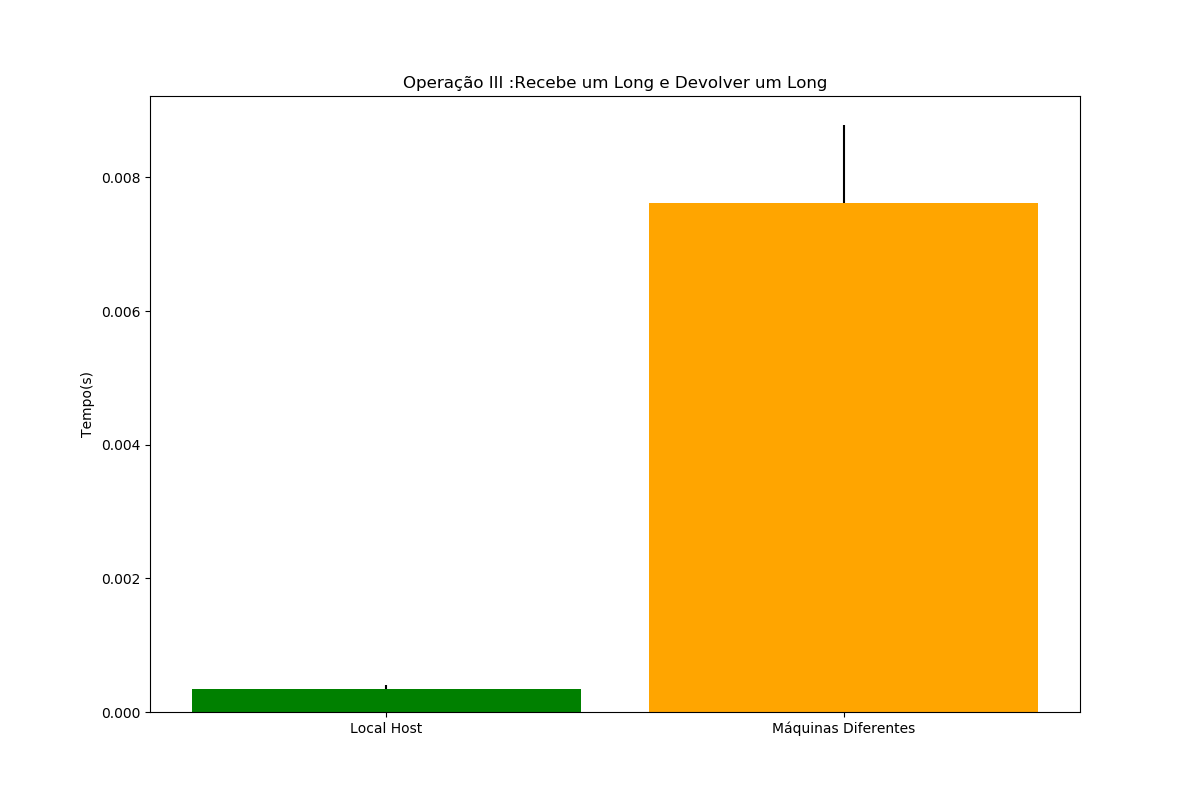 Operação III :Recebe um Long e Devolver um Long
0.008
0.006
0.004
0.002
0.000
Tempo(s)
Local Host
Máquinas Diferentes